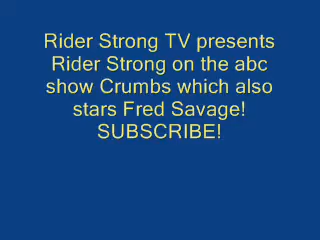 Rider Strong TV presents
Rider Strong on the abc
show Crumbs which also
stars Fred Savage!
SUBSCRIBE!